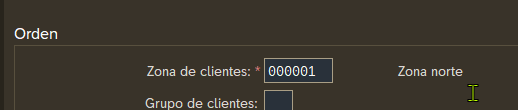 Orden
Zona de clientes: * 000001 Zona norte
Grupo de clientes: